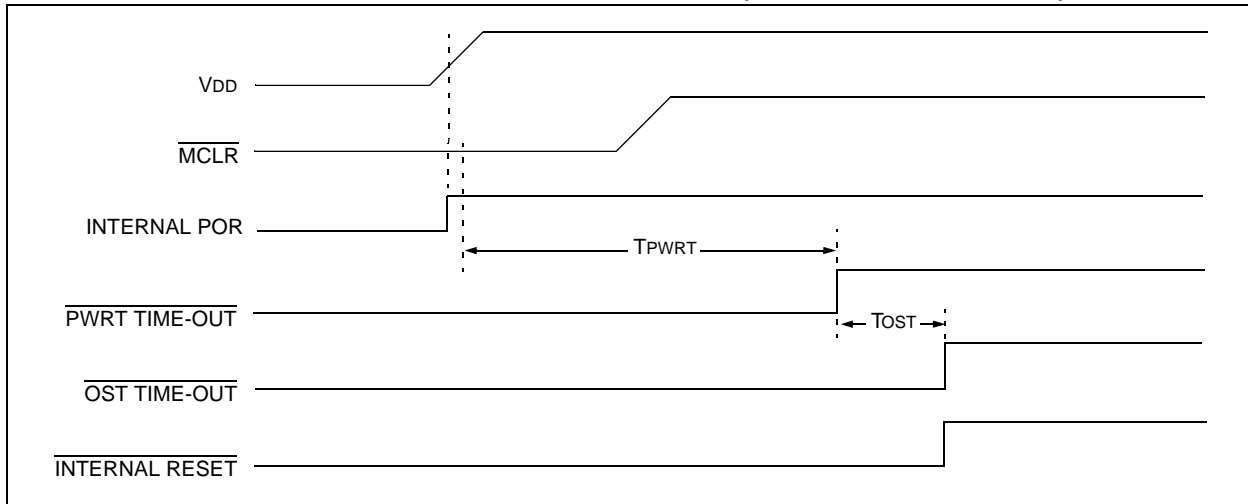 VDD
MCLR
INTERNAL POR
TPWRT
PWRT TIME-OUT
TOST
OST TIME-OUT
INTERNAL RESET